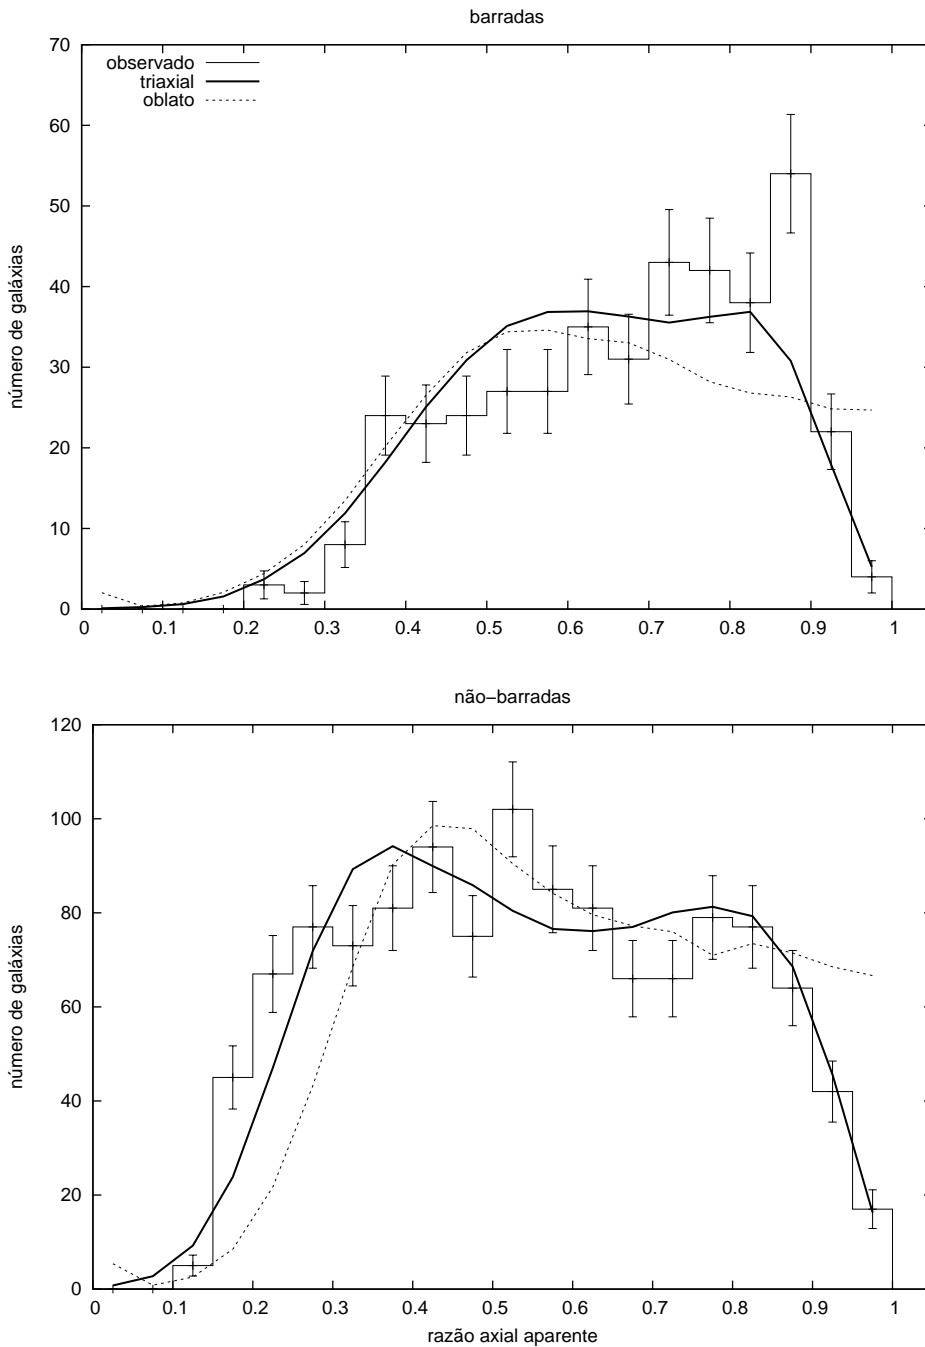 barradas
70
60
50
40
30
20
10
0
número de galáxias
observado
triaxial
oblato
0 0.1 0.2 0.3 0.4 0.5 0.6 0.7 0.8 0.9 1
não-barradas
120
100
80
60
40
20
0
número de galáxias
0 0.1 0.2 0.3 0.4 0.5 0.6 0.7 0.8 0.9 1
razão axial aparente